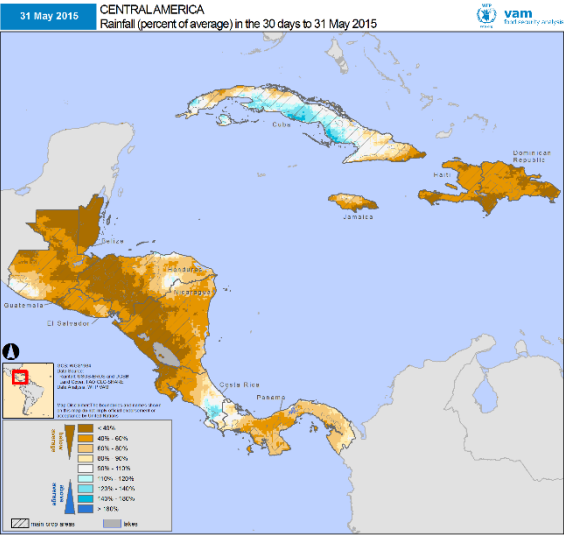 31 May 2015
CENTRAL AMERICA
Rainfall (percent of average) in the 30 days to 31 May 2015
WFP
vam
food security analysis
Cuba
Dominican
Republic
Haiti
Jamaica
Belize
Honduras
Guatemala
Nicaragua
El Salvador
Costa Rica
Panama
below
average
above
average
< 40%
40% - 60%
60% - 80%
80% - 90%
90% - 110%
110% - 120%
120% - 140%
140% - 180%
> 180%
main crop areas
lakes